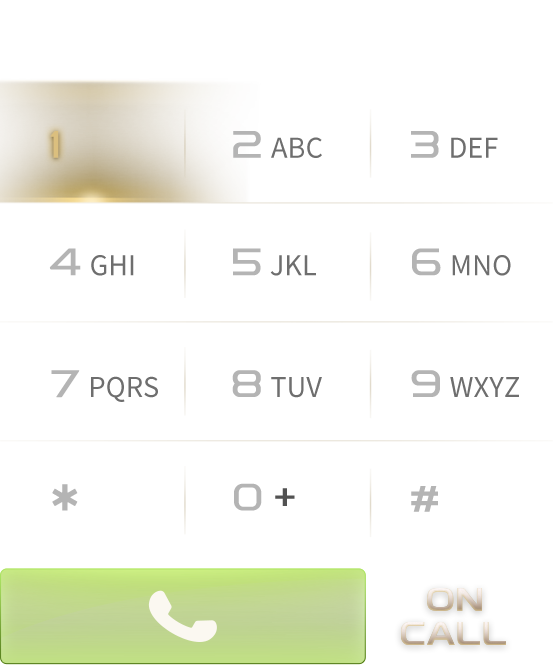 1 2 ABC 3 DEF
4 GHI 5 JKL 6 MNO
7 PQRS 8 TUV 9 WXYZ
* 0 + #
ON
CALL